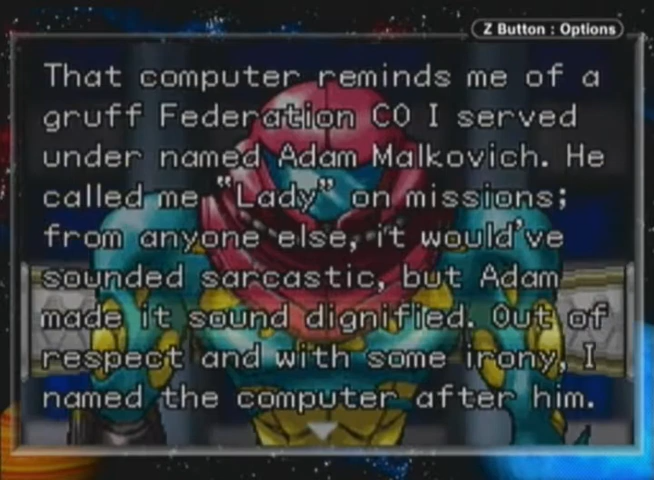 Z Button : Options
That computer reminds me of a
gruff Federation CO I served
under named Adam Malkovich. He
called me "Lady" on missions;
from anyone else, it would've
sounded sarcastic, but Adam
made it sound dignified. Out of
respect and with some irony, I
named the computer after him.